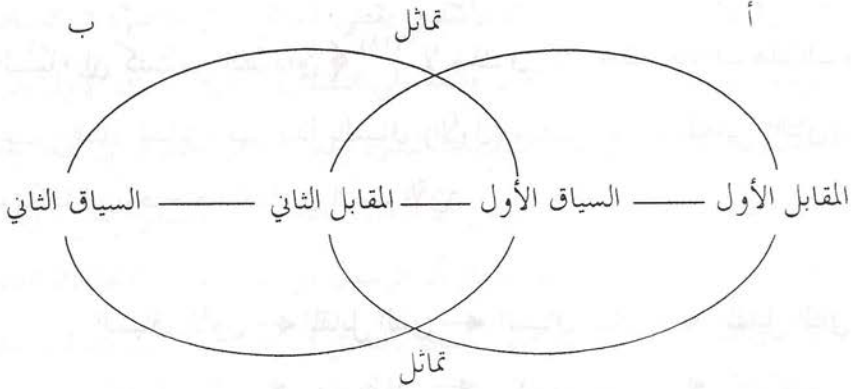 أ تماثل ب
المقابل الأول السياق الأول المقابل الثاني السياق الثاني
تماثل